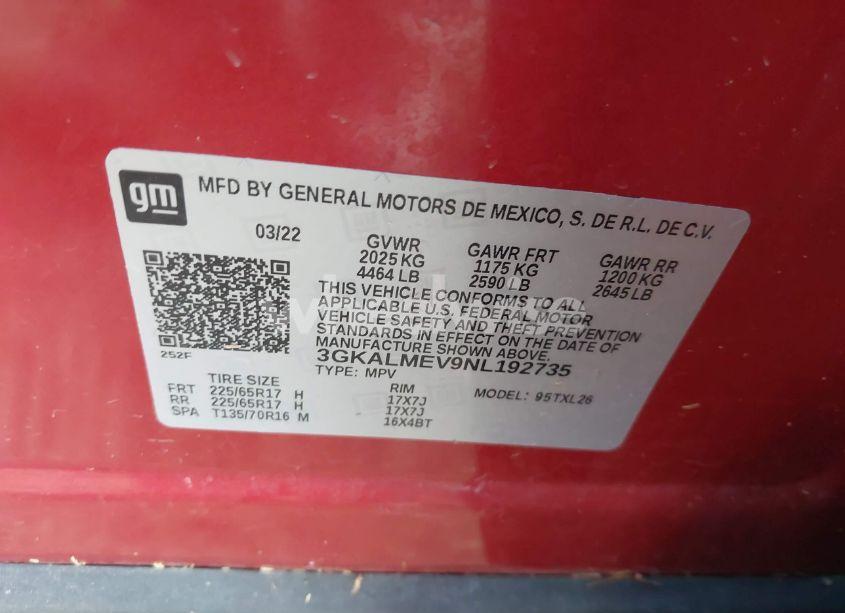 gm
MFD BY GENERAL MOTORS DE MEXICO, S. DE R.L. DE C.V.
03/22
GVWR GAWR FRT GAWR RR
2025 KG 1175 KG 1200 KG
4464 LB 2590 LB 2645 LB
THIS VEHICLE CONFORMS TO ALL
APPLICABLE U.S. FEDERAL MOTOR
VEHICLE SAFETY AND THEFT PREVENTION
STANDARDS IN EFFECT ON THE DATE OF
MANUFACTURE SHOWN ABOVE.
252F
3GKALMEV9NL192735
TYPE: MPV
TIRE SIZE RIM MODEL: 95TXL26
FRT 225/65R17 H 17X7J
RR 225/65R17 H 17X7J
SPA T135/70R16 M 16X4BT